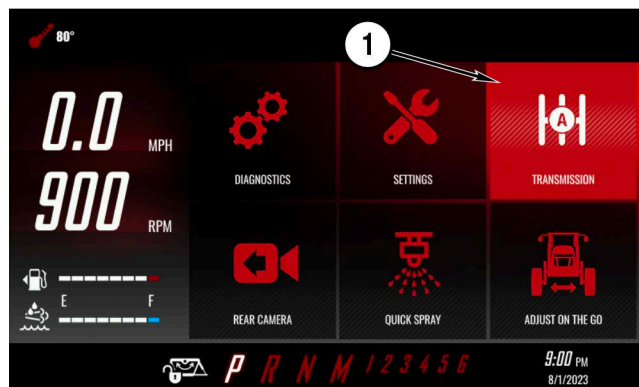 80°
1
0.0 MPH
900 RPM
E F
DIAGNOSTICS
SETTINGS
TRANSMISSION
A
REAR CAMERA
QUICK SPRAY
ADJUST ON THE GO
P R N M 1 2 3 4 5 6
9:00 PM
8/1/2023